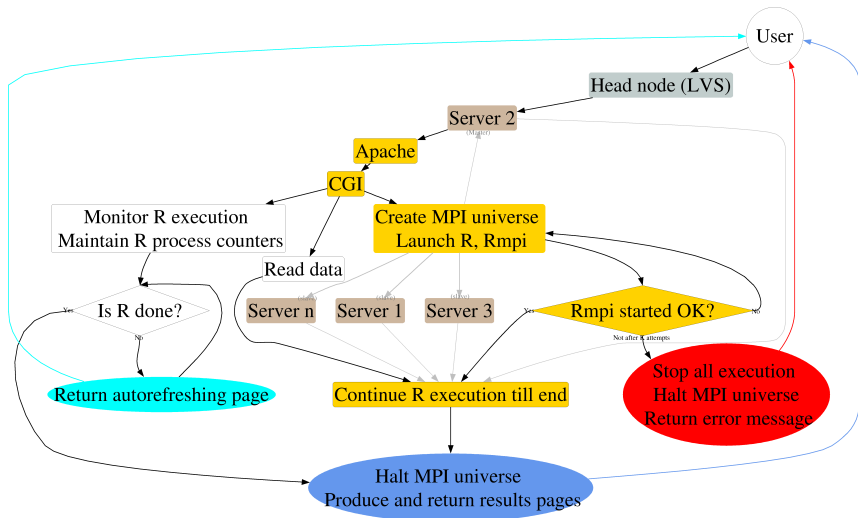 User
Head node (LVS)
Server 2
(Master)
Apache
CGI
Monitor R execution
Maintain R process counters
Create MPI universe
Launch R, Rmpi
Read data
(slave)
(slave)
(slave)
Server n
Server 1
Server 3
Yes
Is R done?
No
Yes
Rmpi started OK?
No
Not after R attempts
Return autorefreshing page
Continue R execution till end
Stop all execution
Halt MPI universe
Return error message
Halt MPI universe
Produce and return results pages